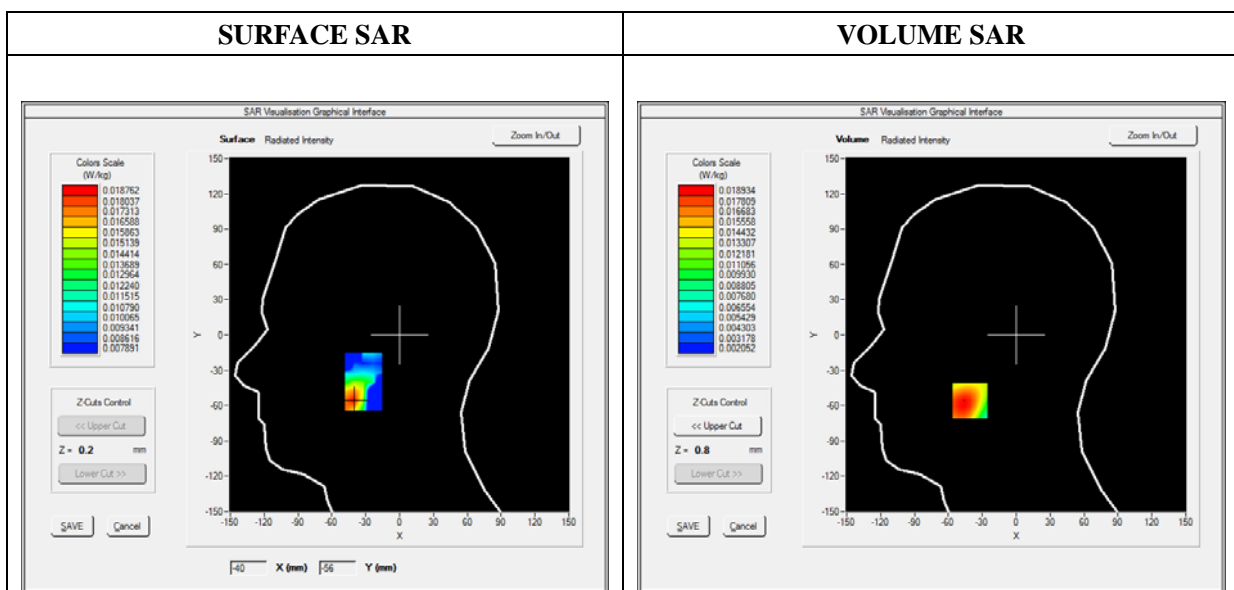 SURFACE SAR
VOLUME SAR
SAR Visualisation Graphical Interface
Surface Radiated Intensity
Zoom In/Out
Colors Scale
(W/kg)
0.018762
0.018037
0.017313
0.016588
0.015863
0.015139
0.014414
0.013689
0.012964
0.012240
0.011515
0.010790
0.010065
0.009341
0.008616
0.007891
Z-Cuts Control
<< Upper Cut
Z = 0.2 mm
Lower Cut >>
SAVE Cancel
150
120
90
60
30
0
-30
-60
-90
-120
-150
Y
-150 -120 -90 -60 -30 0 30 60 90 120 150
X
-40 X (mm) -56 Y (mm)
SAR Visualisation Graphical Interface
Volume Radiated Intensity
Zoom In/Out
Colors Scale
(W/kg)
0.018934
0.017809
0.016683
0.015558
0.014432
0.013307
0.012181
0.011056
0.009930
0.008805
0.007680
0.006554
0.005429
0.004303
0.003178
0.002052
Z-Cuts Control
<< Upper Cut
Z = 0.8 mm
Lower Cut >>
SAVE Cancel
150
120
90
60
30
0
-30
-60
-90
-120
-150
Y
-150 -120 -90 -60 -30 0 30 60 90 120 150
X